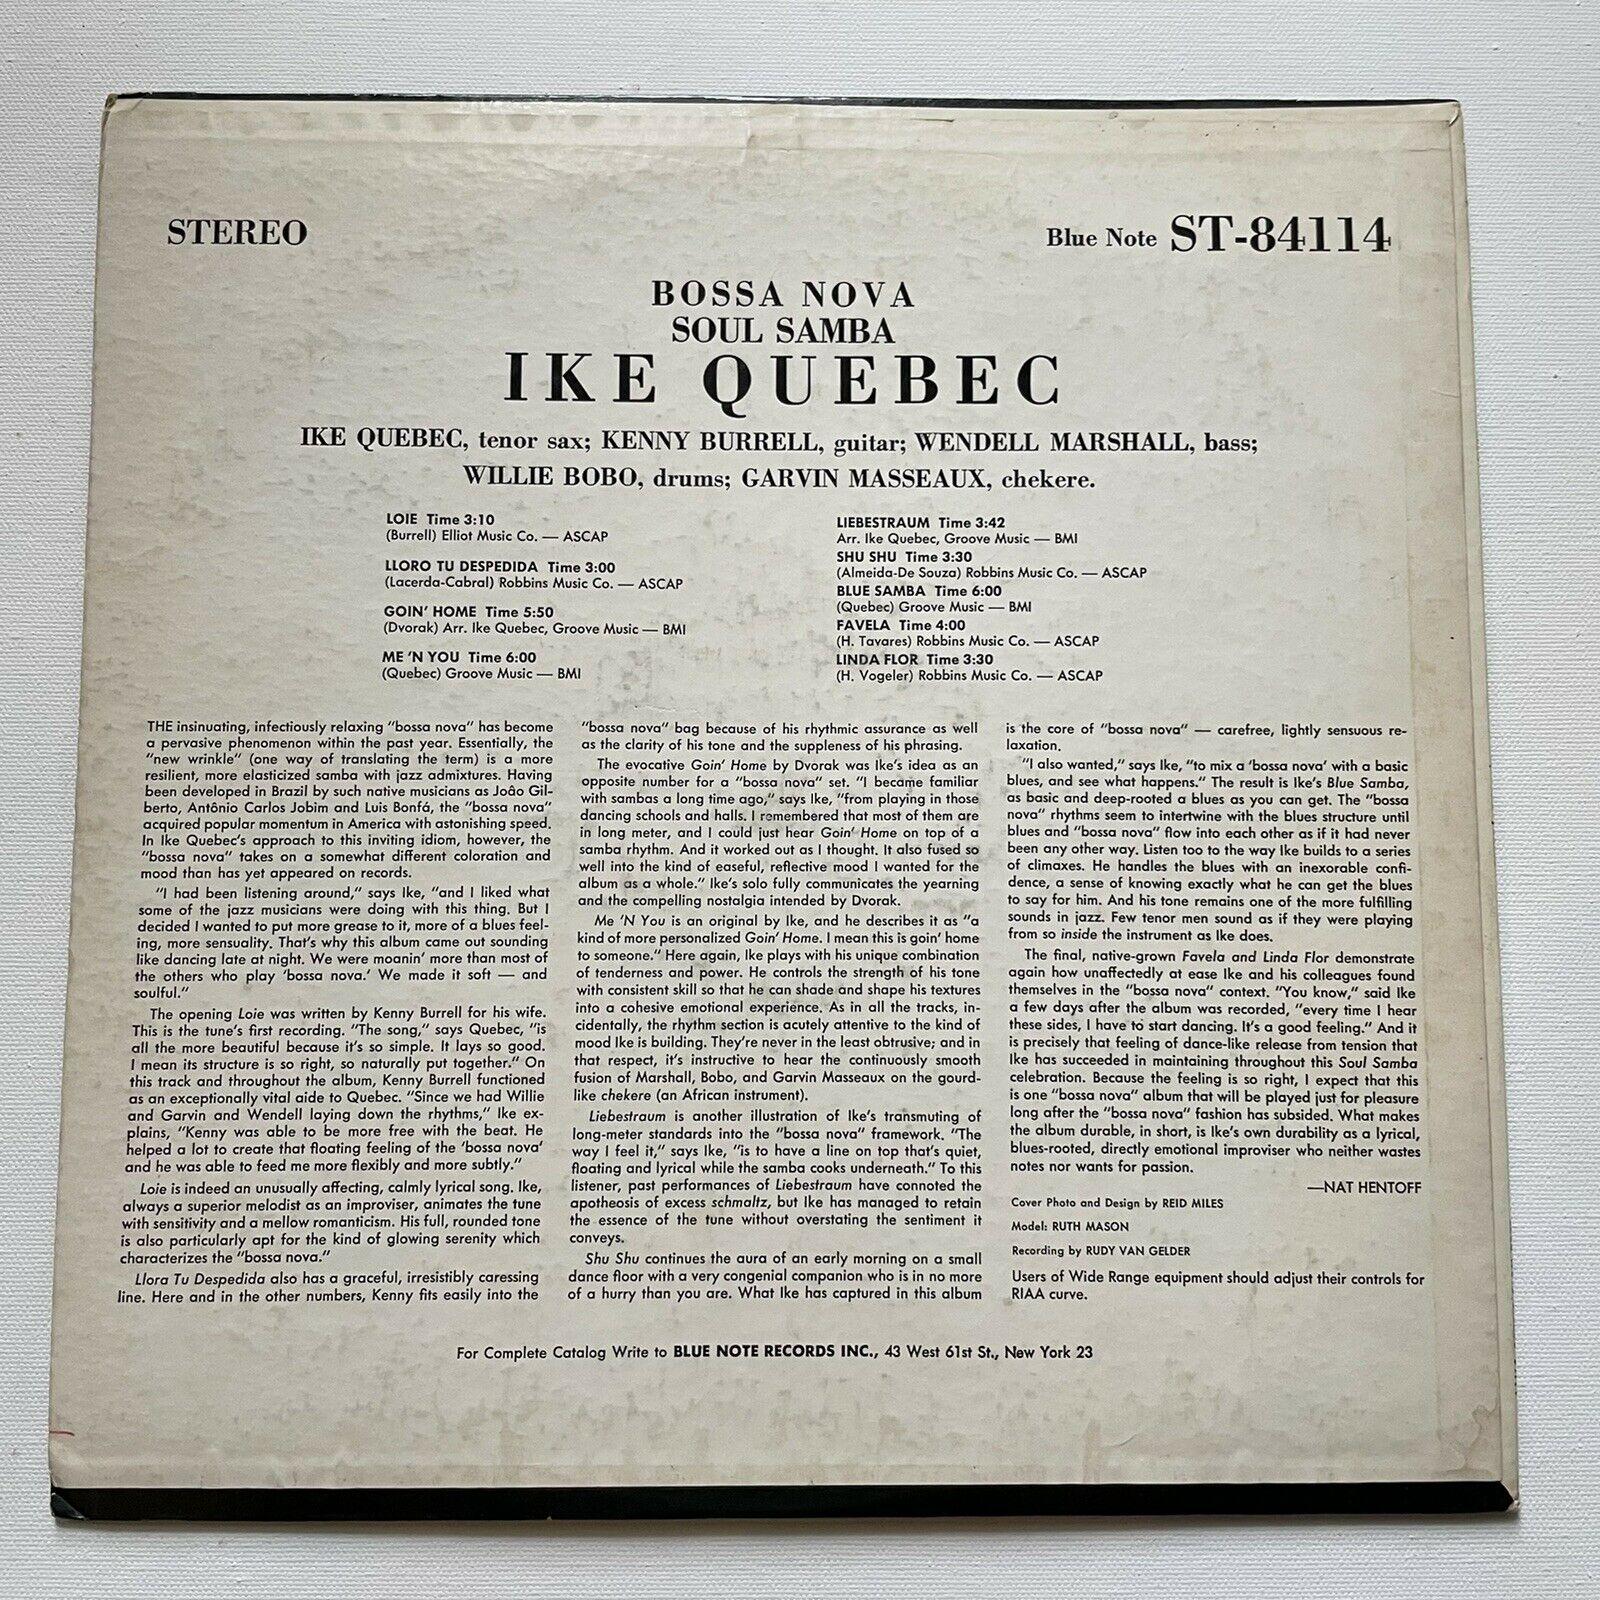 STEREO
Blue Note ST-84114
BOSSA NOVA
SOUL SAMBA
IKE QUEBEC
IKE QUEBEC, tenor sax; KENNY BURRELL, guitar; WENDELL MARSHALL, bass;
WILLIE BOBO, drums; GARVIN MASSEAUX, chekere.
LOIE Time 3:10
(Burrell) Elliot Music Co. — ASCAP
LLORO TU DESPEDIDA Time 3:00
(Lacerda-Cabral) Robbins Music Co. — ASCAP
GOIN' HOME Time 5:50
(Dvorak) Arr. Ike Quebec, Groove Music — BMI
ME 'N YOU Time 6:00
(Quebec) Groove Music — BMI
LIEBESTRAUM Time 3:42
Arr. Ike Quebec, Groove Music — BMI
SHU SHU Time 3:30
(Almeida-De Souza) Robbins Music Co. — ASCAP
BLUE SAMBA Time 6:00
(Quebec) Groove Music — BMI
FAVELA Time 4:00
(H. Tavares) Robbins Music Co. — ASCAP
LINDA FLOR Time 3:30
(H. Vogeler) Robbins Music Co. — ASCAP
THE insinuating, infectiously relaxing "bossa nova" has become
a pervasive phenomenon within the past year. Essentially, the
"new wrinkle" (one way of translating the term) is a more
resilient, more elasticized samba with jazz admixtures. Having
been developed in Brazil by such native musicians as Joâo Gil-
berto, Antônio Carlos Jobim and Luis Bonfá, the "bossa nova"
acquired popular momentum in America with astonishing speed.
In Ike Quebec's approach to this inviting idiom, however, the
"bossa nova" takes on a somewhat different coloration and
mood than has yet appeared on records.
"I had been listening around," says Ike, "and I liked what
some of the jazz musicians were doing with this thing. But I
decided I wanted to put more grease to it, more of a blues feel-
ing, more sensuality. That's why this album came out sounding
like dancing late at night. We were moanin' more than most of
the others who play 'bossa nova.' We made it soft — and
soulful."
The opening Loie was written by Kenny Burrell for his wife.
This is the tune's first recording. "The song," says Quebec, "is
all the more beautiful because it's so simple. It lays so good.
I mean its structure is so right, so naturally put together." On
this track and throughout the album, Kenny Burrell functioned
as an exceptionally vital aide to Quebec. "Since we had Willie
and Garvin and Wendell laying down the rhythms," Ike ex-
plains, "Kenny was able to be more free with the beat. He
helped a lot to create that floating feeling of the 'bossa nova'
and he was able to feed me more flexibly and more subtly."
Loie is indeed an unusually affecting, calmly lyrical song. Ike,
always a superior melodist as an improviser, animates the tune
with sensitivity and a mellow romanticism. His full, rounded tone
is also particularly apt for the kind of glowing serenity which
characterizes the "bossa nova."
Llora Tu Despedida also has a graceful, irresistibly caressing
line. Here and in the other numbers, Kenny fits easily into the
"bossa nova" bag because of his rhythmic assurance as well
as the clarity of his tone and the suppleness of his phrasing.
The evocative Goin' Home by Dvorak was Ike's idea as an
opposite number for a "bossa nova" set. "I became familiar
with sambas a long time ago," says Ike, "from playing in those
dancing schools and halls. I remembered that most of them are
in long meter, and I could just hear Goin' Home on top of a
samba rhythm. And it worked out as I thought. It also fused so
well into the kind of easeful, reflective mood I wanted for the
album as a whole." Ike's solo fully communicates the yearning
and the compelling nostalgia intended by Dvorak.
Me 'N You is an original by Ike, and he describes it as "a
kind of more personalized Goin' Home. I mean this is goin' home
to someone." Here again, Ike plays with his unique combination
of tenderness and power. He controls the strength of his tone
with consistent skill so that he can shade and shape his textures
into a cohesive emotional experience. As in all the tracks, in-
cidentally, the rhythm section is acutely attentive to the kind of
mood Ike is building. They're never in the least obtrusive; and in
that respect, it's instructive to hear the continuously smooth
fusion of Marshall, Bobo, and Garvin Masseaux on the gourd-
like chekere (an African instrument).
Liebestraum is another illustration of Ike's transmuting of
long-meter standards into the "bossa nova" framework. "The
way I feel it," says Ike, "is to have a line on top that's quiet,
floating and lyrical while the samba cooks underneath." To this
listener, past performances of Liebestraum have connoted the
apotheosis of excess schmaltz, but Ike has managed to retain
the essence of the tune without overstating the sentiment it
conveys.
Shu Shu continues the aura of an early morning on a small
dance floor with a very congenial companion who is in no more
of a hurry than you are. What Ike has captured in this album
is the core of "bossa nova" — carefree, lightly sensuous re-
laxation.
"I also wanted," says Ike, "to mix a 'bossa nova' with a basic
blues, and see what happens." The result is Ike's Blue Samba,
as basic and deep-rooted a blues as you can get. The "bossa
nova" rhythms seem to intertwine with the blues structure until
blues and "bossa nova" flow into each other as if it had never
been any other way. Listen too to the way Ike builds to a series
of climaxes. He handles the blues with an inexorable confi-
dence, a sense of knowing exactly what he can get the blues
to say for him. And his tone remains one of the more fulfilling
sounds in jazz. Few tenor men sound as if they were playing
from so inside the instrument as Ike does.
The final, native-grown Favela and Linda Flor demonstrate
again how unaffectedly at ease Ike and his colleagues found
themselves in the "bossa nova" context. "You know," said Ike
a few days after the album was recorded, "every time I hear
these sides, I have to start dancing. It's a good feeling." And it
is precisely that feeling of dance-like release from tension that
Ike has succeeded in maintaining throughout this Soul Samba
celebration. Because the feeling is so right, I expect that this
is one "bossa nova" album that will be played just for pleasure
long after the "bossa nova" fashion has subsided. What makes
the album durable, in short, is Ike's own durability as a lyrical,
blues-rooted, directly emotional improviser who neither wastes
notes nor wants for passion.
—NAT HENTOFF
Cover Photo and Design by REID MILES
Model: RUTH MASON
Recording by RUDY VAN GELDER
Users of Wide Range equipment should adjust their controls for
RIAA curve.
For Complete Catalog Write to BLUE NOTE RECORDS INC., 43 West 61st St., New York 23